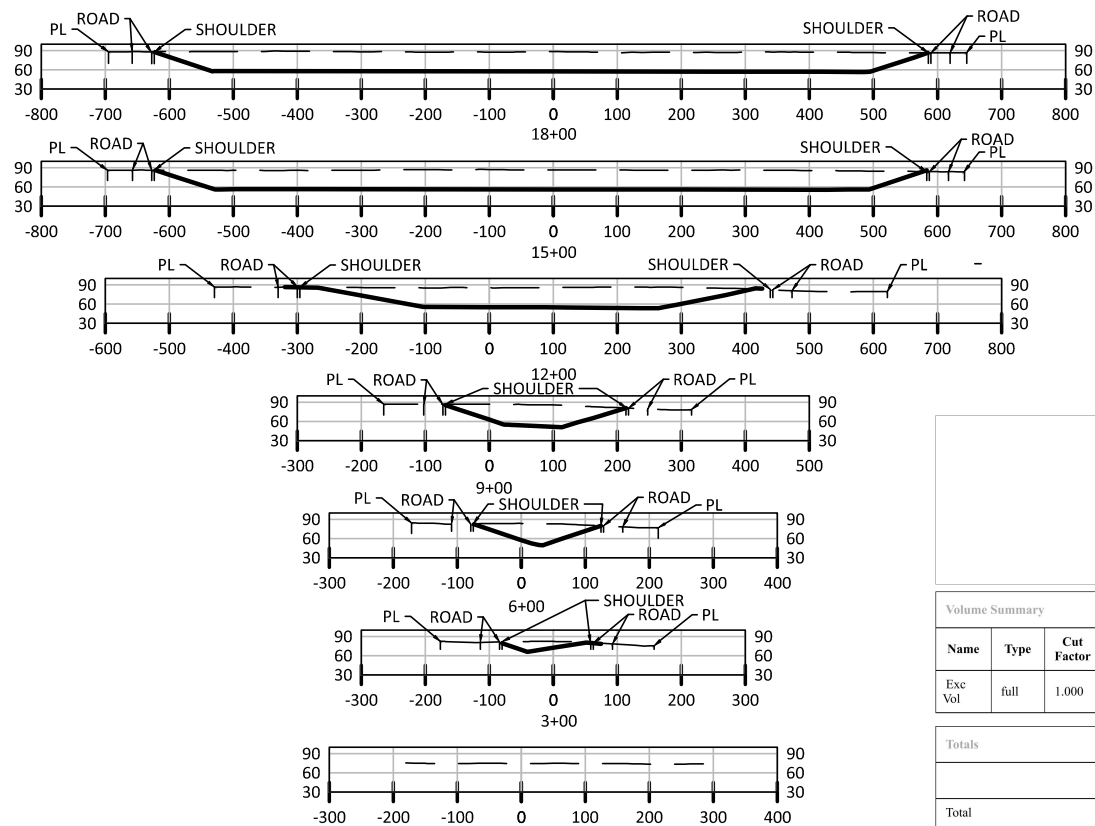 ROAD SHOULDER SHOULDER ROAD
PL PL
90 90
60 60
30 30
-800 -700 -600 -500 -400 -300 -200 -100 0 100 200 300 400 500 600 700 800
18+00
PL ROAD SHOULDER SHOULDER ROAD
PL
90 90
60 60
30 30
-800 -700 -600 -500 -400 -300 -200 -100 0 100 200 300 400 500 600 700 800
15+00
PL ROAD SHOULDER SHOULDER ROAD PL –
90 90
60 60
30 30
-600 -500 -400 -300 -200 -100 0 100 200 300 400 500 600 700 800
12+00
PL ROAD SHOULDER ROAD PL
90 90
60 60
30 30
-300 -200 -100 0 100 200 300 400 500
9+00
PL ROAD SHOULDER ROAD PL
90 90
60 60
30 30
-300 -200 -100 0 100 200 300 400
6+00
SHOULDER
PL ROAD ROAD PL
90 90
60 60
30 30
-300 -200 -100 0 100 200 300
3+00
90 90
60 60
30 30
-300 -200 -100 0 100 200 300 400
Volume Summary
Name Type Cut Factor
Exc Vol full 1.000
Totals
Total